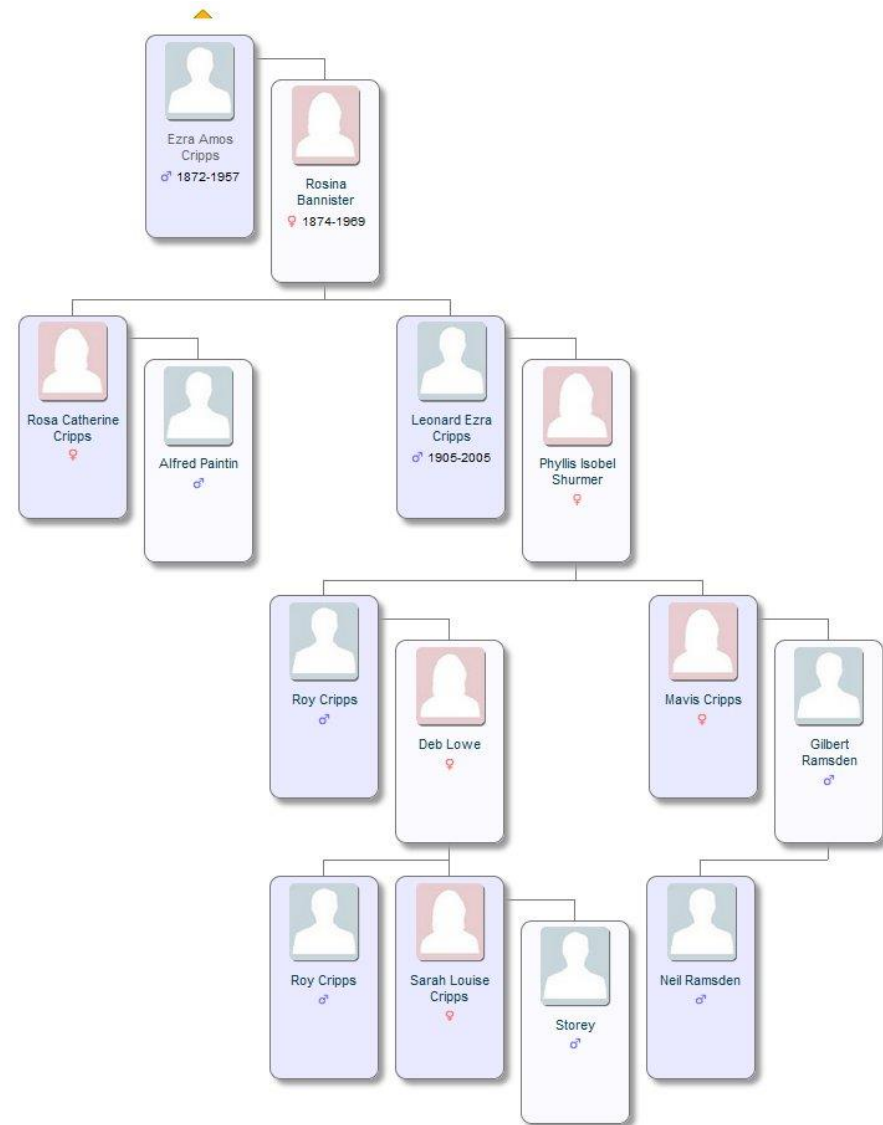 Ezra Amos
Cripps
♂ 1872-1957
Rosina
Bannister
♀ 1874-1969
Rosa Catherine
Cripps
♀
Alfred Paintin
♂
Leonard Ezra
Cripps
♂ 1905-2005
Phyllis Isobel
Shurmer
♀
Roy Cripps
♂
Deb Lowe
♀
Mavis Cripps
♀
Gilbert
Ramsden
♂
Roy Cripps
♂
Sarah Louise
Cripps
♀
Storey
♂
Neil Ramsden
♂